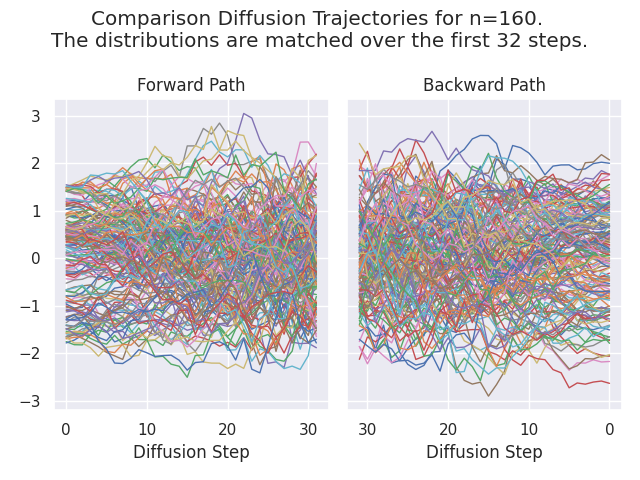 Comparison Diffusion Trajectories for n=160.
The distributions are matched over the first 32 steps.
Forward Path
Backward Path
3
2
1
0
−1
−2
−3
0 10 20 30
30 20 10 0
Diffusion Step
Diffusion Step